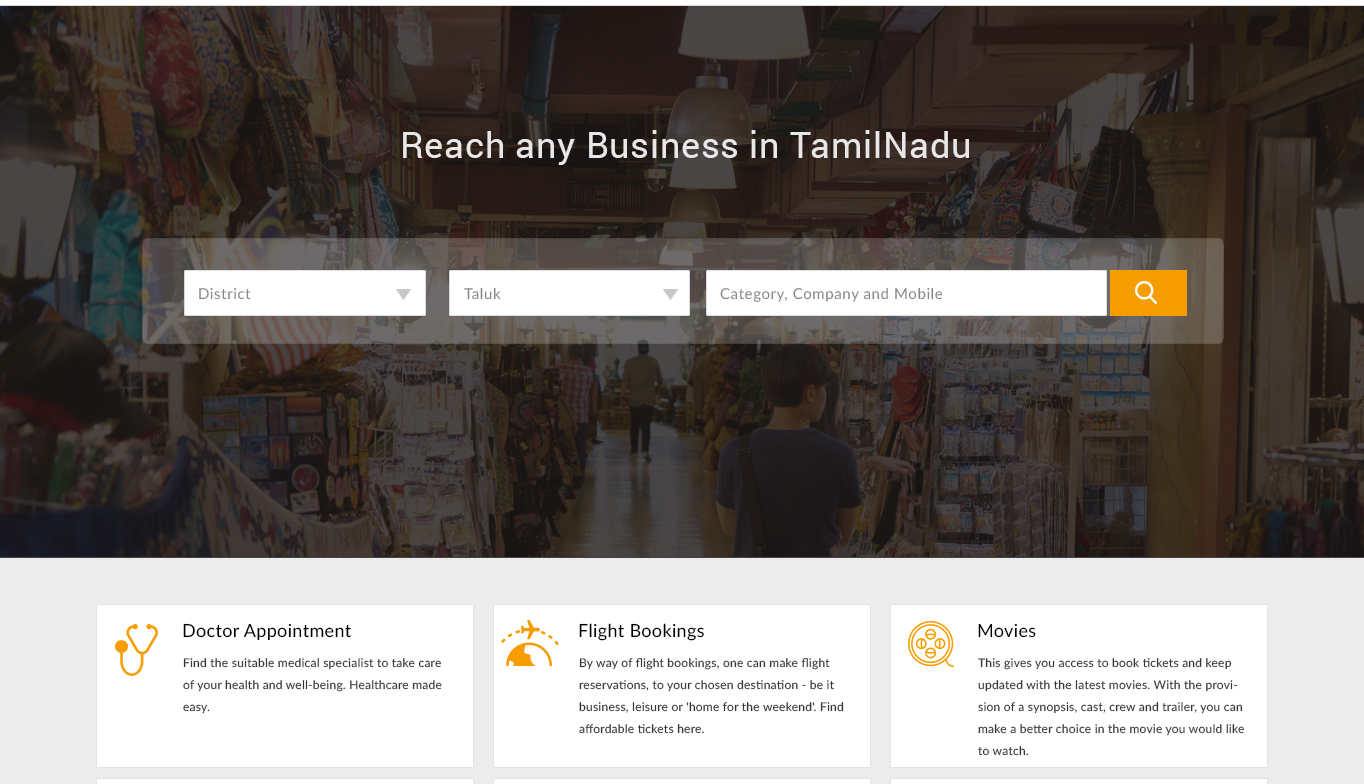 Reach any Business in TamilNadu
District
Taluk
Category, Company and Mobile
Doctor Appointment
Find the suitable medical specialist to take care
of your health and well-being. Healthcare made
easy.
Flight Bookings
By way of flight bookings, one can make flight
reservations, to your chosen destination - be it
business, leisure or 'home for the weekend'. Find
affordable tickets here.
Movies
This gives you access to book tickets and keep
updated with the latest movies. With the provi-
sion of a synopsis, cast, crew and trailer, you can
make a better choice in the movie you would like
to watch.